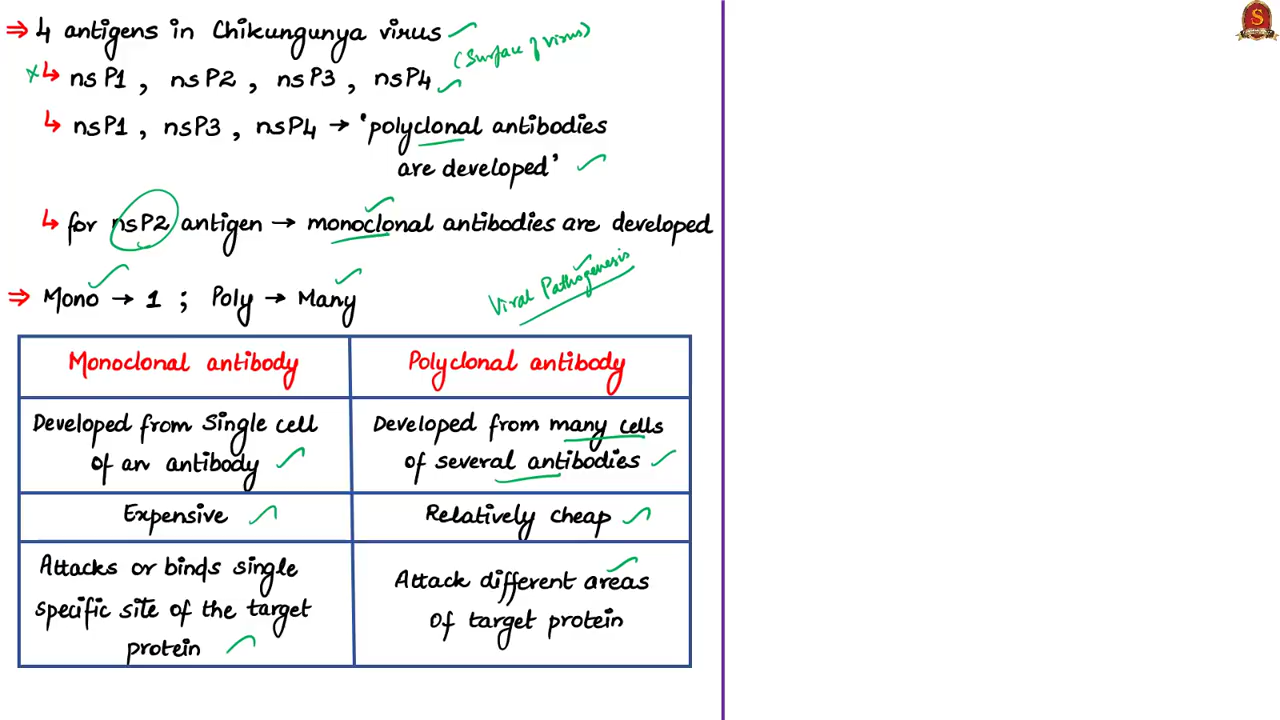 ⇒ 4 antigens in Chikungunya virus
(Surface of virus)
↳ nsP1, nsP2, nsP3, nsP4
↳ nsP1, nsP3, nsP4 → 'polyclonal antibodies
are developed'
↳ for nsP2 antigen → monoclonal antibodies are developed
Viral Pathogenesis
⇒ Mono → 1 ; Poly → Many
Monoclonal antibody
Polyclonal antibody
Developed from single cell
of an antibody
Developed from many cells
of several antibodies
Expensive
Relatively cheap
Attacks or binds single
specific site of the target
protein
Attack different areas
of target protein
S